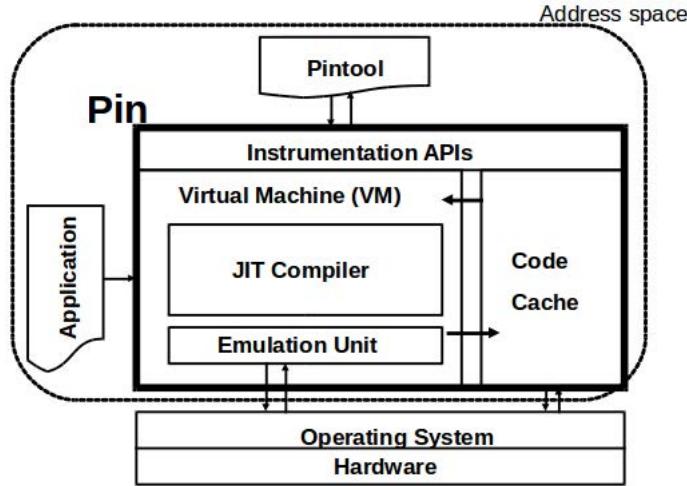 Address space
Pintool
Pin
Instrumentation APIs
Virtual Machine (VM)
Application
JIT Compiler
Code
Cache
Emulation Unit
Operating System
Hardware